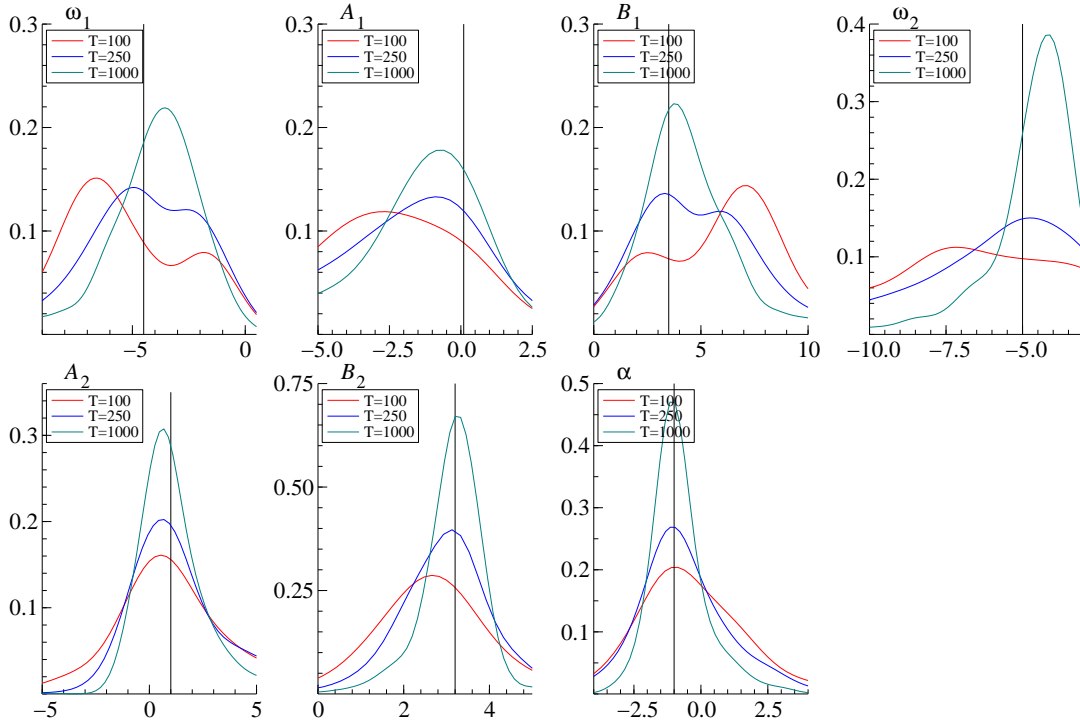 ω1 A1 B1 ω2
0.3 0.3 0.3 0.4
T=100 T=100 T=100 T=100
T=250 T=250 T=250 T=250
T=1000 T=1000 T=1000 T=1000
0.3
0.2 0.2 0.2
0.2
0.1 0.1 0.1
0.1
−5 0 −5.0 −2.5 0.0 2.5 0 5 10 −10.0 −7.5 −5.0
A2 B2 α
0.75 0.5
T=100 T=100 T=100
T=250 T=250 T=250
T=1000 T=1000 T=1000
0.3 0.4
0.50
0.3
0.2
0.2
0.25
0.1 0.1
−5 0 5 0 2 4 −2.5 0.0 2.5